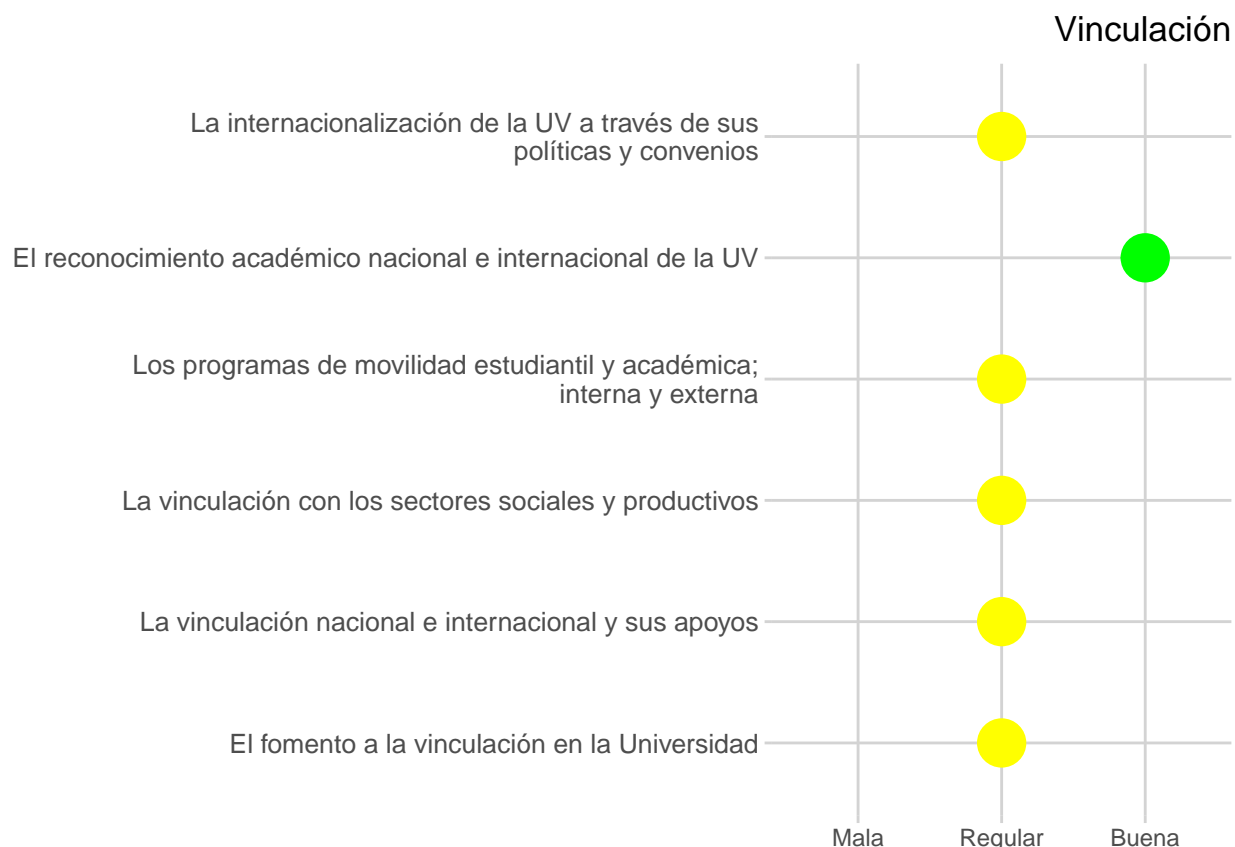 Vinculación
La internacionalización de la UV a través de sus
políticas y convenios
El reconocimiento académico nacional e internacional de la UV
Los programas de movilidad estudiantil y académica;
interna y externa
La vinculación con los sectores sociales y productivos
La vinculación nacional e internacional y sus apoyos
El fomento a la vinculación en la Universidad
Mala Regular Buena